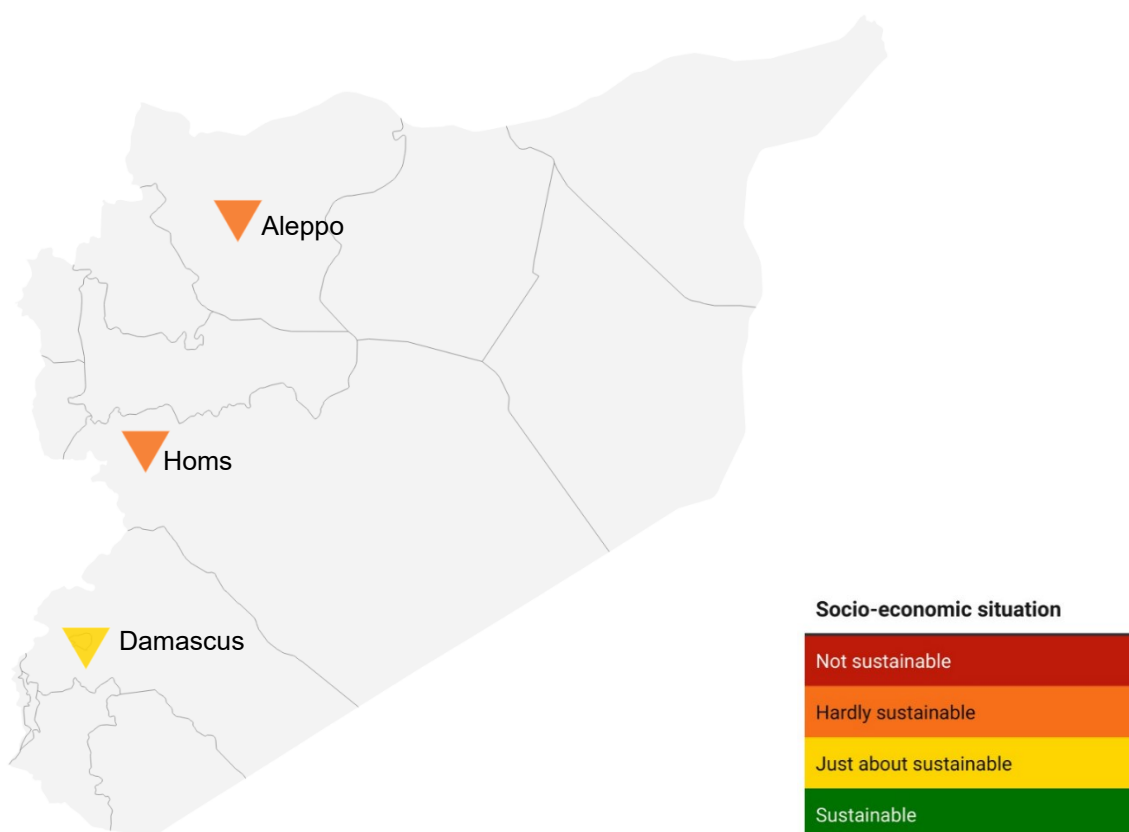 Aleppo
Homs
Damascus
Socio-economic situation
Not sustainable
Hardly sustainable
Just about sustainable
Sustainable